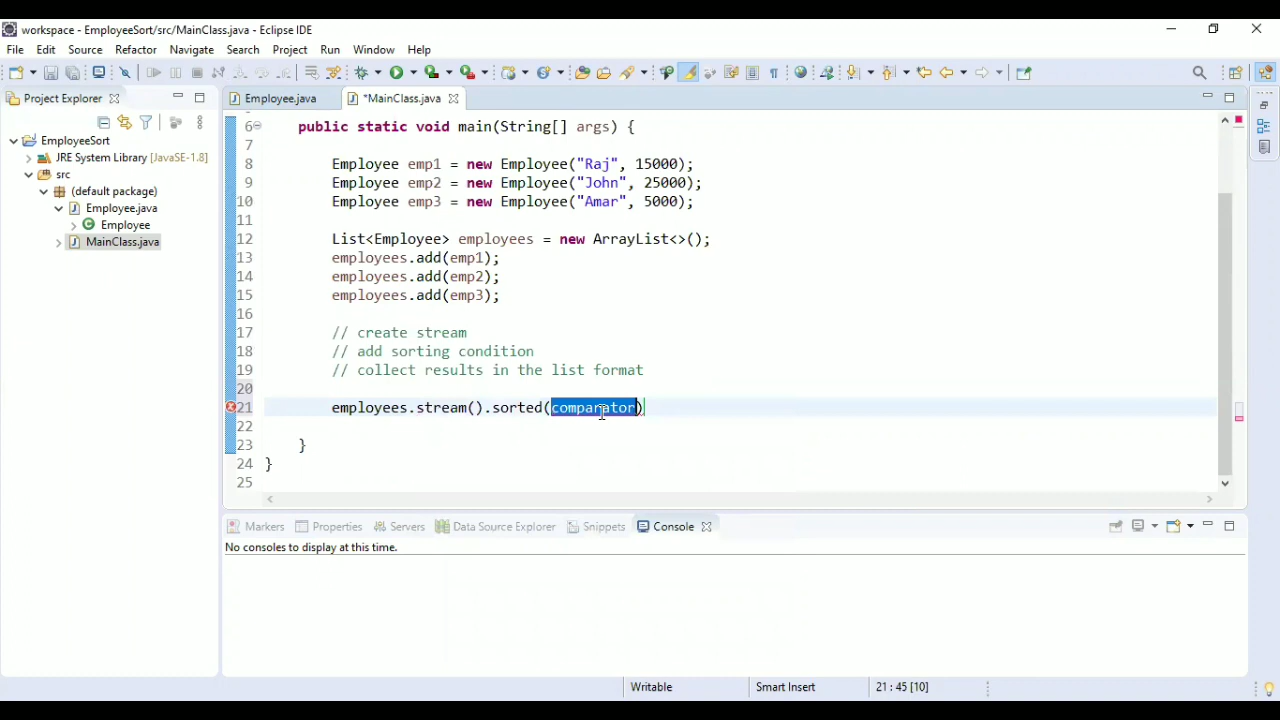 workspace - EmployeeSort/src/MainClass.java - Eclipse IDE
File Edit Source Refactor Navigate Search Project Run Window Help
Project Explorer
Employee.java *MainClass.java
EmployeeSort
JRE System Library [JavaSE-1.8]
src
(default package)
Employee.java
Employee
MainClass.java
6 public static void main(String[] args) {
7
8 Employee emp1 = new Employee("Raj", 15000);
9 Employee emp2 = new Employee("John", 25000);
10 Employee emp3 = new Employee("Amar", 5000);
11
12 List<Employee> employees = new ArrayList<>();
13 employees.add(emp1);
14 employees.add(emp2);
15 employees.add(emp3);
16
17 // create stream
18 // add sorting condition
19 // collect results in the list format
20
21 employees.stream().sorted(comparator)
22
23 }
24 }
25
Markers Properties Servers Data Source Explorer Snippets Console
No consoles to display at this time.
Writable Smart Insert 21 : 45 [10]